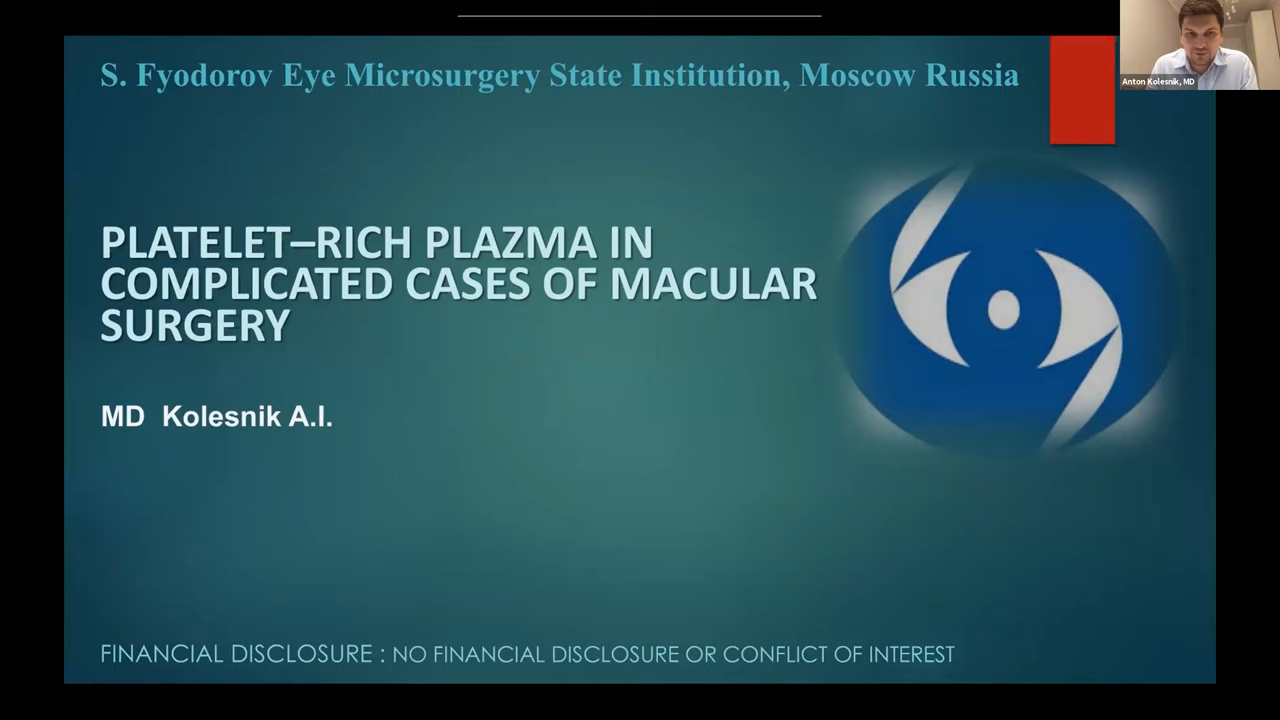 S. Fyodorov Eye Microsurgery State Institution, Moscow Russia
Anton Kolesnik, MD
PLATELET–RICH PLAZMA IN
COMPLICATED CASES OF MACULAR
SURGERY
MD Kolesnik A.I.
FINANCIAL DISCLOSURE : NO FINANCIAL DISCLOSURE OR CONFLICT OF INTEREST